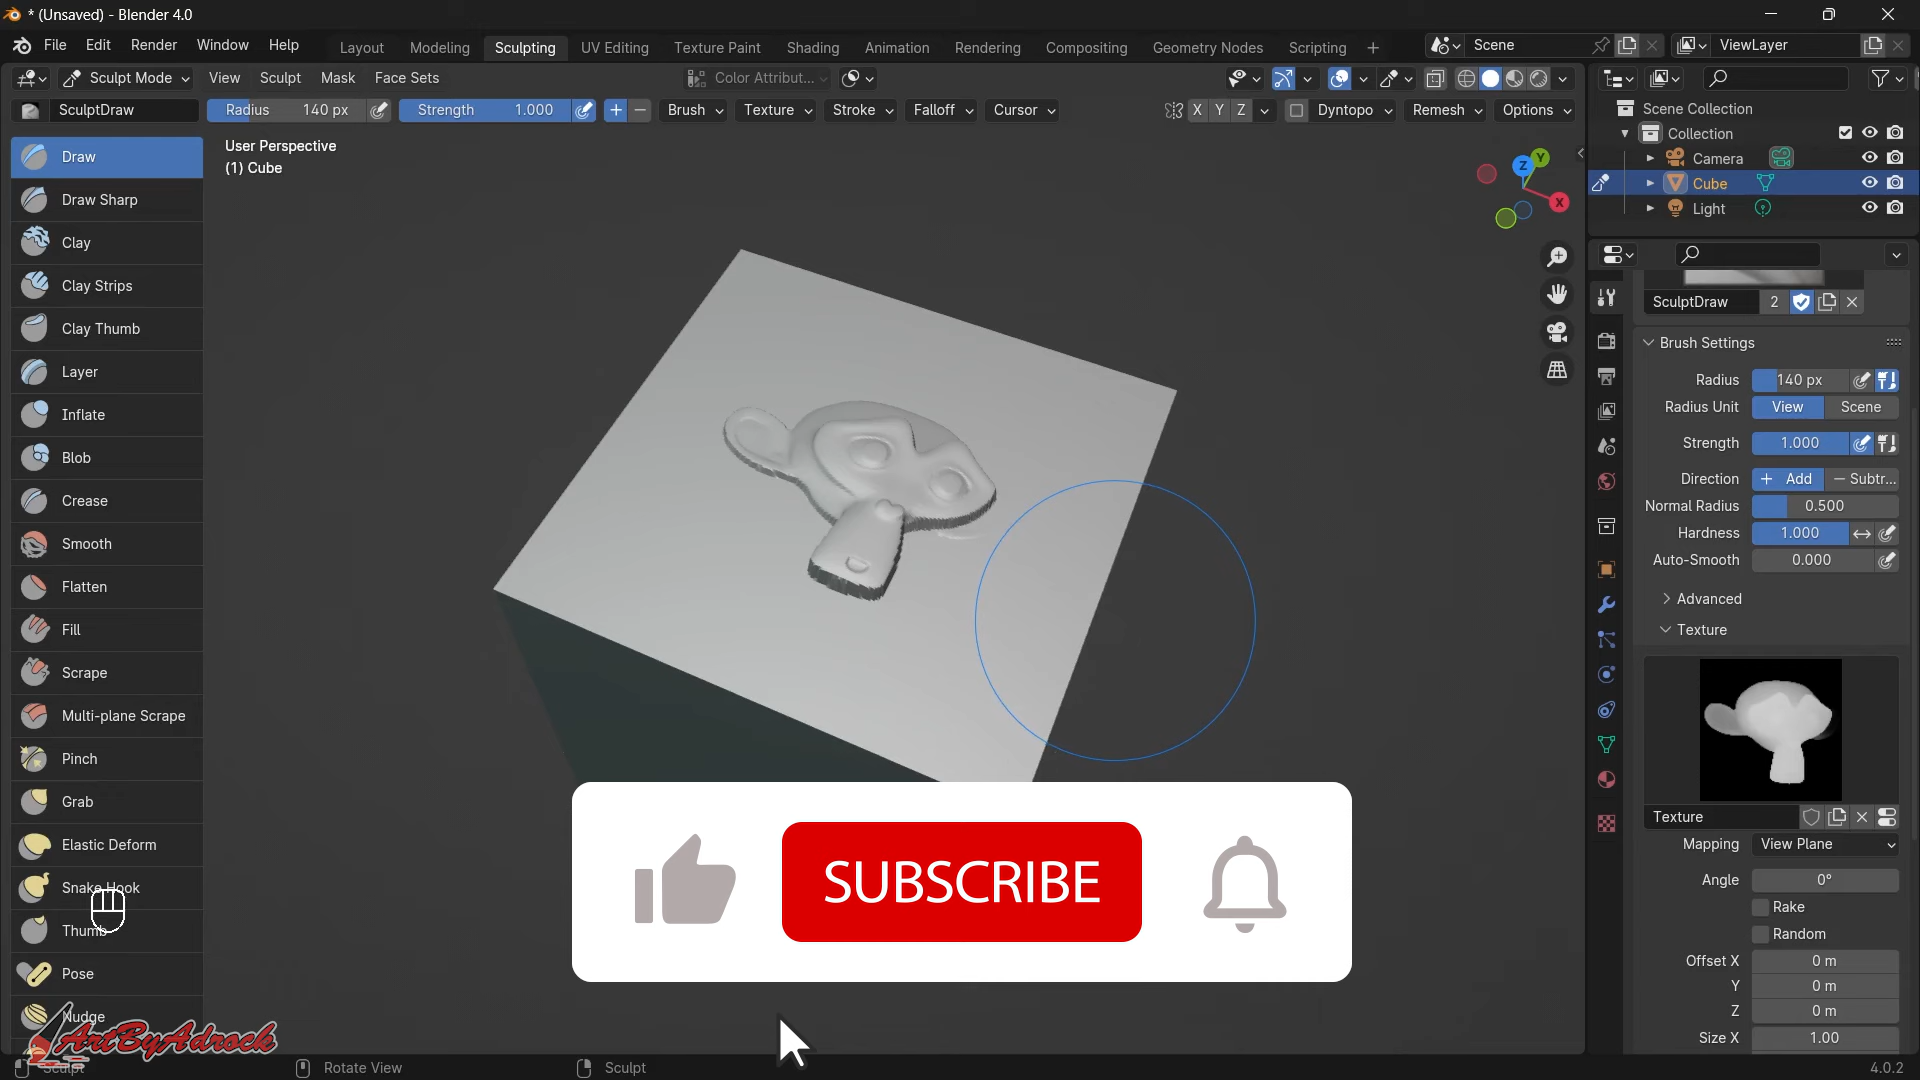 * (Unsaved) - Blender 4.0
File Edit Render Window Help Layout Modeling Sculpting UV Editing Texture Paint Shading Animation Rendering Compositing Geometry Nodes Scripting + Scene ViewLayer
Sculpt Mode View Sculpt Mask Face Sets Color Attribut...
SculptDraw Radius 140 px Strength 1.000 Brush Texture Stroke Falloff Cursor X Y Z Dyntopo Remesh Options
User Perspective
(1) Cube
Z Y X
Draw
Draw Sharp
Clay
Clay Strips
Clay Thumb
Layer
Inflate
Blob
Crease
Smooth
Flatten
Fill
Scrape
Multi-plane Scrape
Pinch
Grab
Elastic Deform
Snake Hook
Thumb
Pose
Nudge
ArtByAdrock
Sculpt Rotate View Sculpt 4.0.2
SUBSCRIBE
Scene Collection
Collection
Camera
Cube
Light
SculptDraw 2
Brush Settings
Radius 140 px
Radius Unit View Scene
Strength 1.000
Direction + Add — Subtr...
Normal Radius 0.500
Hardness 1.000
Auto-Smooth 0.000
Advanced
Texture
Texture
Mapping View Plane
Angle 0°
Rake
Random
Offset X 0 m
Y 0 m
Z 0 m
Size X 1.00